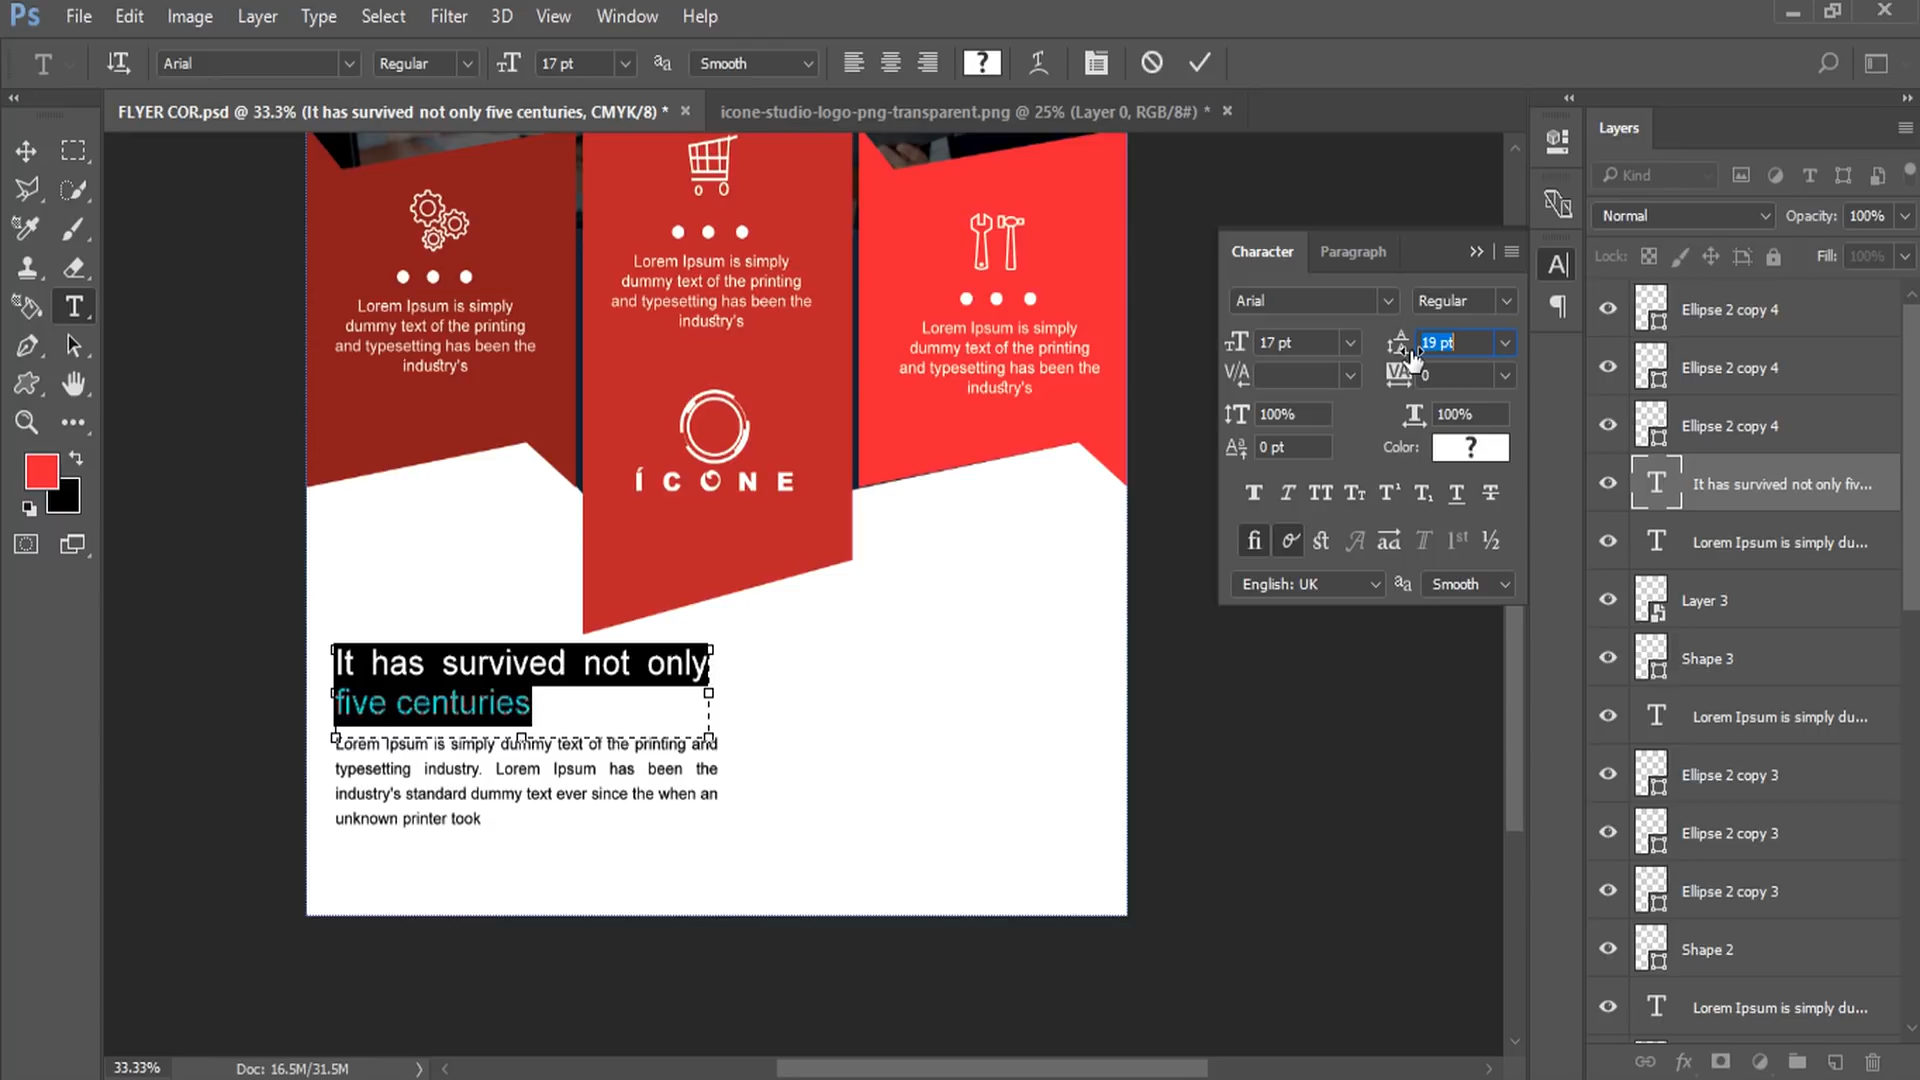 Ps File Edit Image Layer Type Select Filter 3D View Window Help
Arial Regular 17 pt Smooth ?
FLYER COR.psd @ 33.3% (It has survived not only five centuries, CMYK/8) *
icone-studio-logo-png-transparent.png @ 25% (Layer 0, RGB/8#) *
Lorem Ipsum is simply
dummy text of the printing
and typesetting has been the
industry's
Lorem Ipsum is simply
dummy text of the printing
and typesetting has been the
industry's
Lorem Ipsum is simply
dummy text of the printing
and typesetting has been the
industry's
ÍCONE
It has survived not only
five centuries
Lorem Ipsum is simply dummy text of the printing and
typesetting industry. Lorem Ipsum has been the
industry's standard dummy text ever since the when an
unknown printer took
Character Paragraph
Arial Regular
17 pt 19 pt
0
100% 100%
0 pt Color: ?
English: UK Smooth
Layers
Kind
Normal Opacity: 100%
Lock: Fill: 100%
Ellipse 2 copy 4
Ellipse 2 copy 4
Ellipse 2 copy 4
It has survived not only fiv...
Lorem Ipsum is simply du...
Layer 3
Shape 3
Lorem Ipsum is simply du...
Ellipse 2 copy 3
Ellipse 2 copy 3
Ellipse 2 copy 3
Shape 2
Lorem Ipsum is simply du...
33.33% Doc: 16.5M/31.5M